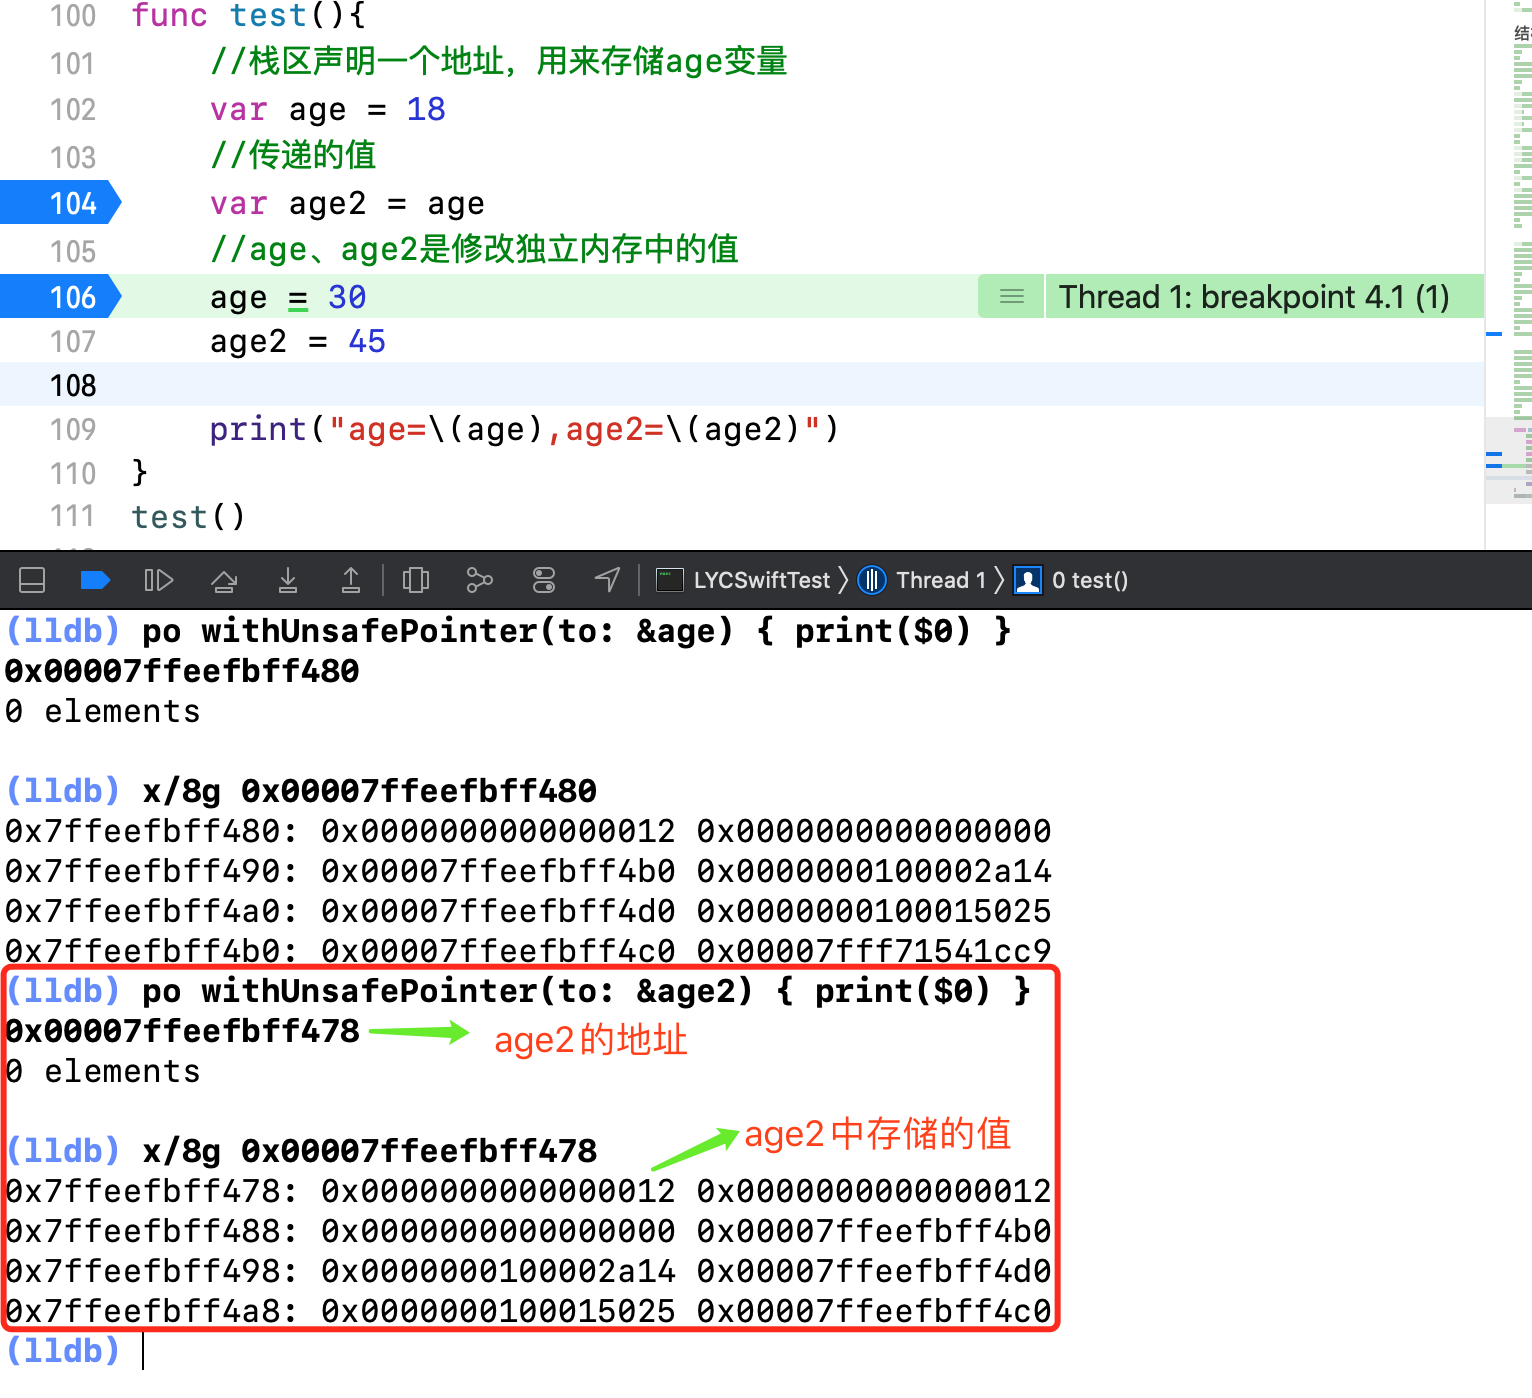 100 func test(){
101 //栈区声明一个地址，用来存储age变量
102 var age = 18
103 //传递的值
104 var age2 = age
105 //age、age2是修改独立内存中的值
106 age = 30 Thread 1: breakpoint 4.1 (1)
107 age2 = 45
108
109 print("age=\(age),age2=\(age2)")
110 }
111 test()
LYCSwiftTest Thread 1 0 test()
(lldb) po withUnsafePointer(to: &age) { print($0) }
0x00007ffeefbff480
0 elements
(lldb) x/8g 0x00007ffeefbff480
0x7ffeefbff480: 0x0000000000000012 0x0000000000000000
0x7ffeefbff490: 0x00007ffeefbff4b0 0x0000000100002a14
0x7ffeefbff4a0: 0x00007ffeefbff4d0 0x0000000100015025
0x7ffeefbff4b0: 0x00007ffeefbff4c0 0x00007fff71541cc9
(lldb) po withUnsafePointer(to: &age2) { print($0) }
0x00007ffeefbff478 age2的地址
0 elements
age2中存储的值
(lldb) x/8g 0x00007ffeefbff478
0x7ffeefbff478: 0x0000000000000012 0x0000000000000012
0x7ffeefbff488: 0x0000000000000000 0x00007ffeefbff4b0
0x7ffeefbff498: 0x0000000100002a14 0x00007ffeefbff4d0
0x7ffeefbff4a8: 0x0000000100015025 0x00007ffeefbff4c0
(lldb)